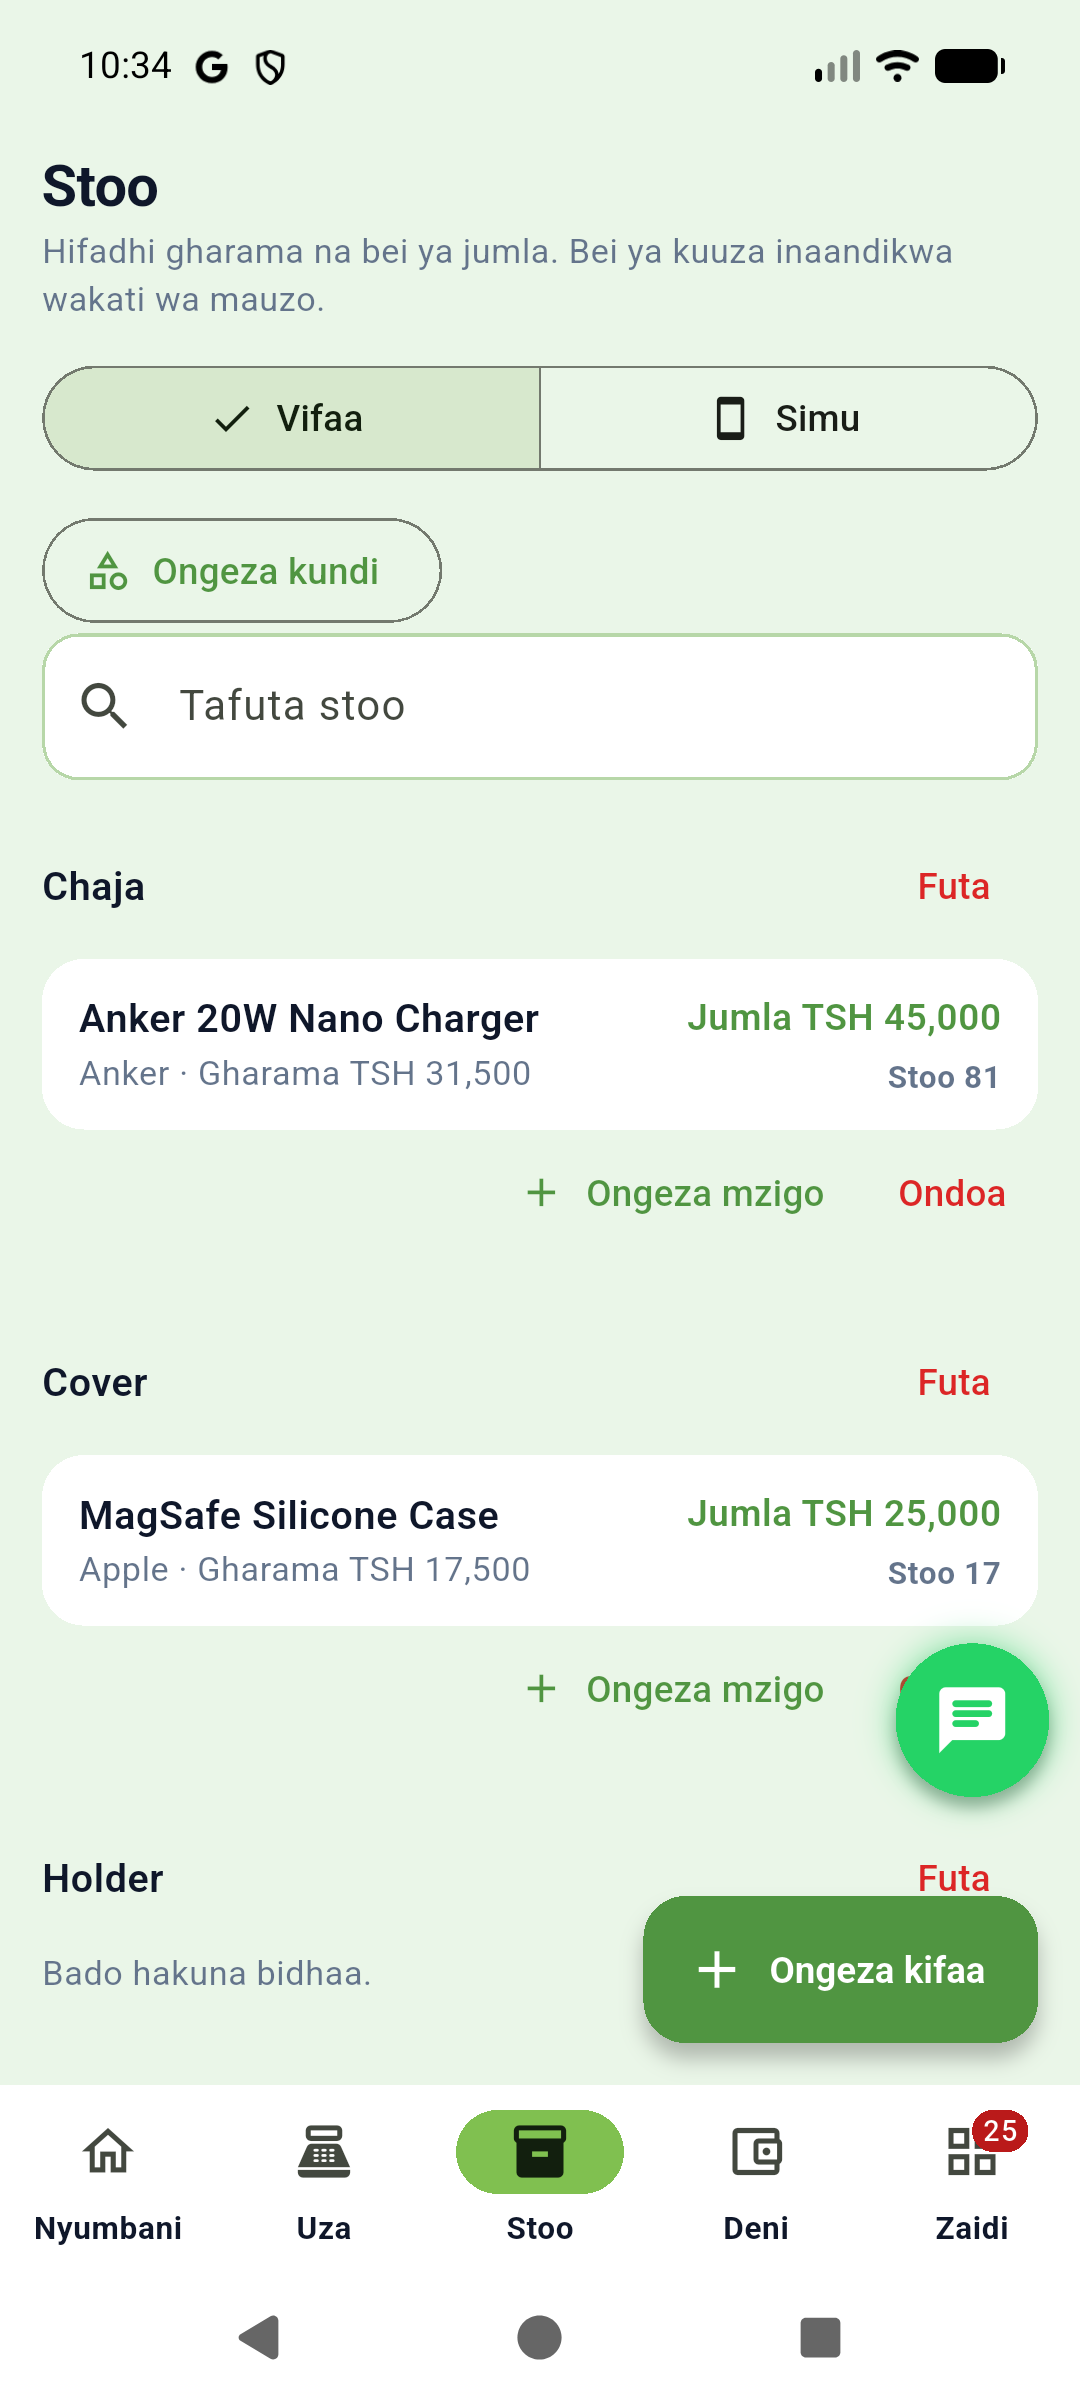 10:34
Stoo
Hifadhi gharama na bei ya jumla. Bei ya kuuza inaandikwa
wakati wa mauzo.
Vifaa
Simu
Ongeza kundi
Tafuta stoo
Chaja
Futa
Anker 20W Nano Charger
Jumla TSH 45,000
Anker · Gharama TSH 31,500
Stoo 81
Ongeza mzigo
Ondoa
Cover
Futa
MagSafe Silicone Case
Jumla TSH 25,000
Apple · Gharama TSH 17,500
Stoo 17
Ongeza mzigo
Holder
Futa
Bado hakuna bidhaa.
Ongeza kifaa
25
Nyumbani
Uza
Stoo
Deni
Zaidi